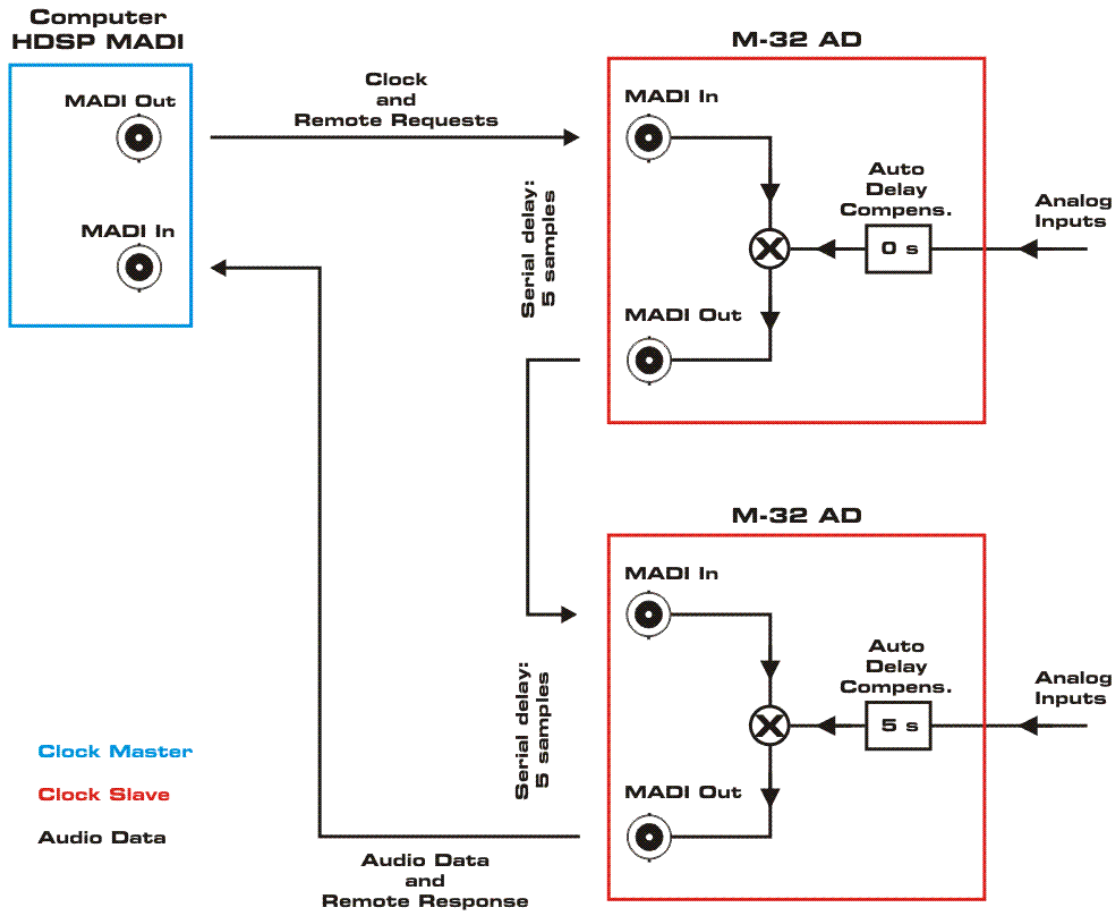 Computer
HDSP MADI
MADI Out
MADI In
Clock
and
Remote Requests
M-32 AD
MADI In
Serial delay:
5 samples
Auto
Delay
Compens.
0 s
Analog
Inputs
MADI Out
M-32 AD
MADI In
Serial delay:
5 samples
Auto
Delay
Compens.
5 s
Analog
Inputs
MADI Out
Clock Master
Clock Slave
Audio Data
Audio Data
and
Remote Response